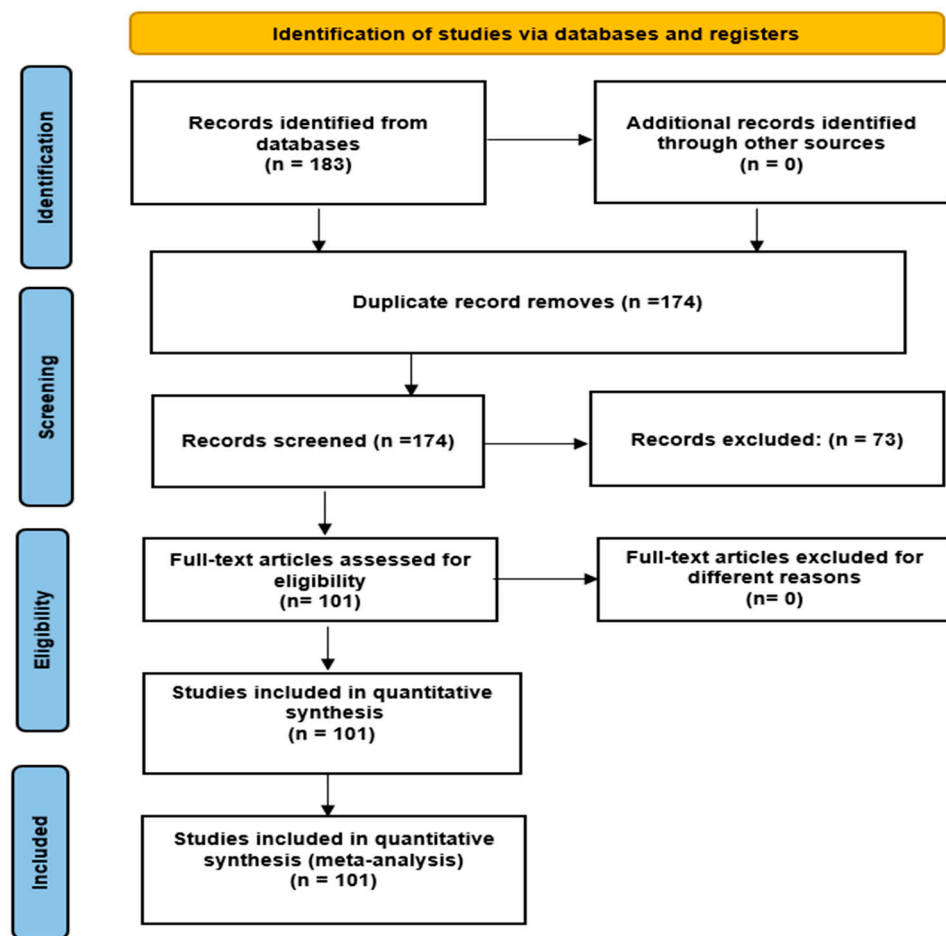 Identification of studies via databases and registers
Identification
Records identified from
databases
(n = 183)
Additional records identified
through other sources
(n = 0)
Duplicate record removes (n =174)
Screening
Records screened (n =174)
Records excluded: (n = 73)
Eligibility
Full-text articles assessed for
eligibility
(n= 101)
Full-text articles excluded for
different reasons
(n= 0)
Studies included in quantitative
synthesis
(n = 101)
Included
Studies included in quantitative
synthesis (meta-analysis)
(n = 101)